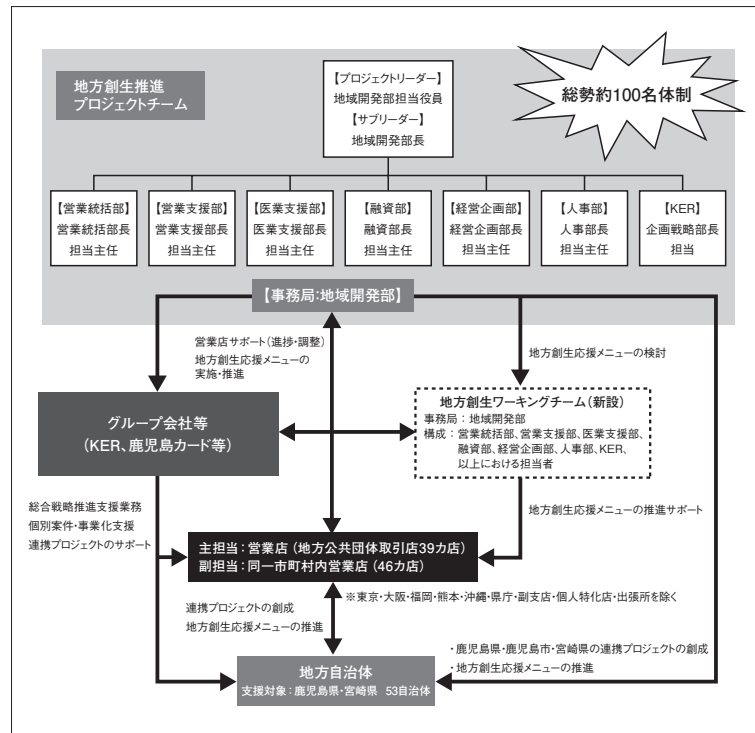 地方創生推進
プロジェクトチーム
総勢約100名体制
【プロジェクトリーダー】
地域開発部担当役員
【サブリーダー】
地域開発部長
【営業統括部】
営業統括部長
担当主任
【営業支援部】
営業支援部長
担当主任
【医業支援部】
医業支援部長
担当主任
【融資部】
融資部長
担当主任
【経営企画部】
経営企画部長
担当主任
【人事部】
人事部長
担当主任
【KER】
企画戦略部長
担当
【事務局:地域開発部】
営業店サポート(進捗・調整)
地方創生応援メニューの
実施・推進
地方創生応援メニューの検討
グループ会社等
(KER、鹿児島カード等)
地方創生ワーキングチーム(新設)
事務局:地域開発部
構成:営業統括部、営業支援部、医業支援部、
融資部、経営企画部、人事部、KER、
以上における担当者
総合戦略推進支援業務
個別案件・事業化支援
連携プロジェクトのサポート
地方創生応援メニューの推進サポート
主担当:営業店(地方公共団体取引店39カ店)
副担当:同一市町村内営業店(46カ店)
※東京・大阪・福岡・熊本・沖縄・県庁・副支店・個人特化店・出張所を除く
連携プロジェクトの創成
地方創生応援メニューの推進
・鹿児島県・鹿児島市・宮崎県の連携プロジェクトの創成
・地方創生応援メニューの推進
地方自治体
支援対象:鹿児島県・宮崎県 53自治体